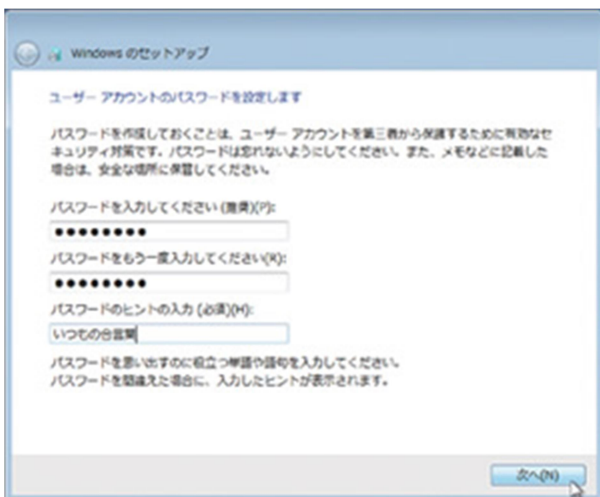 Windows のセットアップ
ユーザー アカウントのパスワードを設定します
パスワードを作成しておくことは、ユーザー アカウントを第三者から保護するために有効なセ
キュリティ対策です。パスワードは忘れないようにしてください。また、メモなどに記載した
場合は、安全な場所に保管してください。
パスワードを入力してください (推奨)(P):
●●●●●●●●
パスワードをもう一度入力してください(R):
●●●●●●●●
パスワードのヒントの入力 (必須)(H):
いつもの合言葉
パスワードを思い出すのに役立つ単語や語句を入力してください。
パスワードを間違えた場合に、入力したヒントが表示されます。
次へ(N)